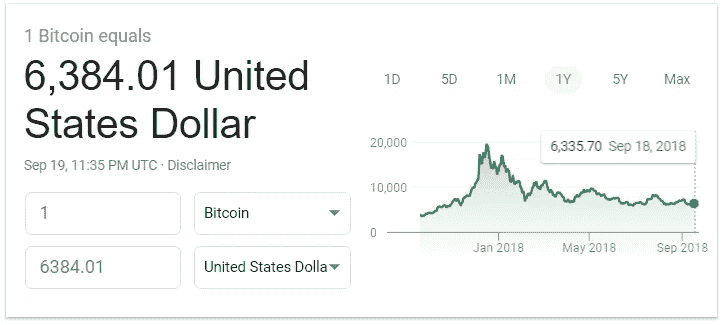 1 Bitcoin equals
6,384.01 United
States Dollar
Sep 19, 11:35 PM UTC · Disclaimer
1 Bitcoin
6384.01 United States Dolla
1D 5D 1M 1Y 5Y Max
20,000
10,000
0
6,335.70 Sep 18, 2018
Jan 2018 May 2018 Sep 2018